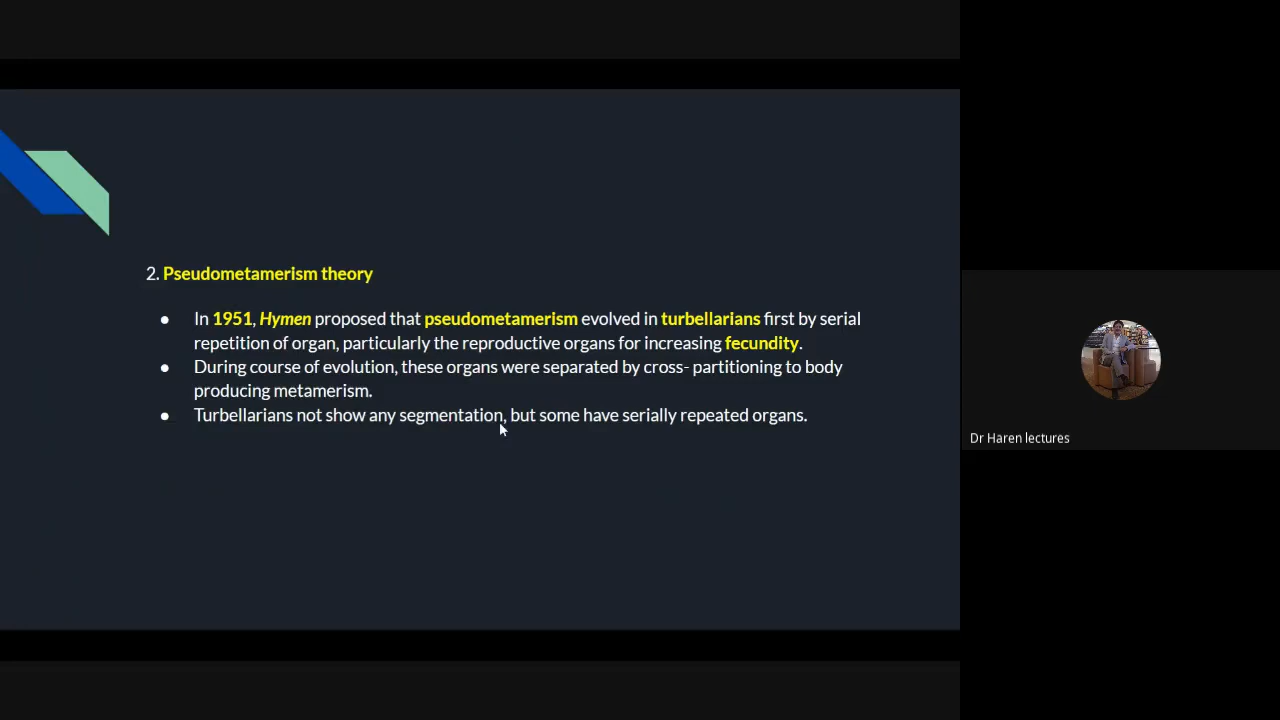 2. Pseudometamerism theory
● In 1951, Hymen proposed that pseudometamerism evolved in turbellarians first by serial
repetition of organ, particularly the reproductive organs for increasing fecundity.
● During course of evolution, these organs were separated by cross- partitioning to body
producing metamerism.
● Turbellarians not show any segmentation, but some have serially repeated organs.
Dr Haren lectures